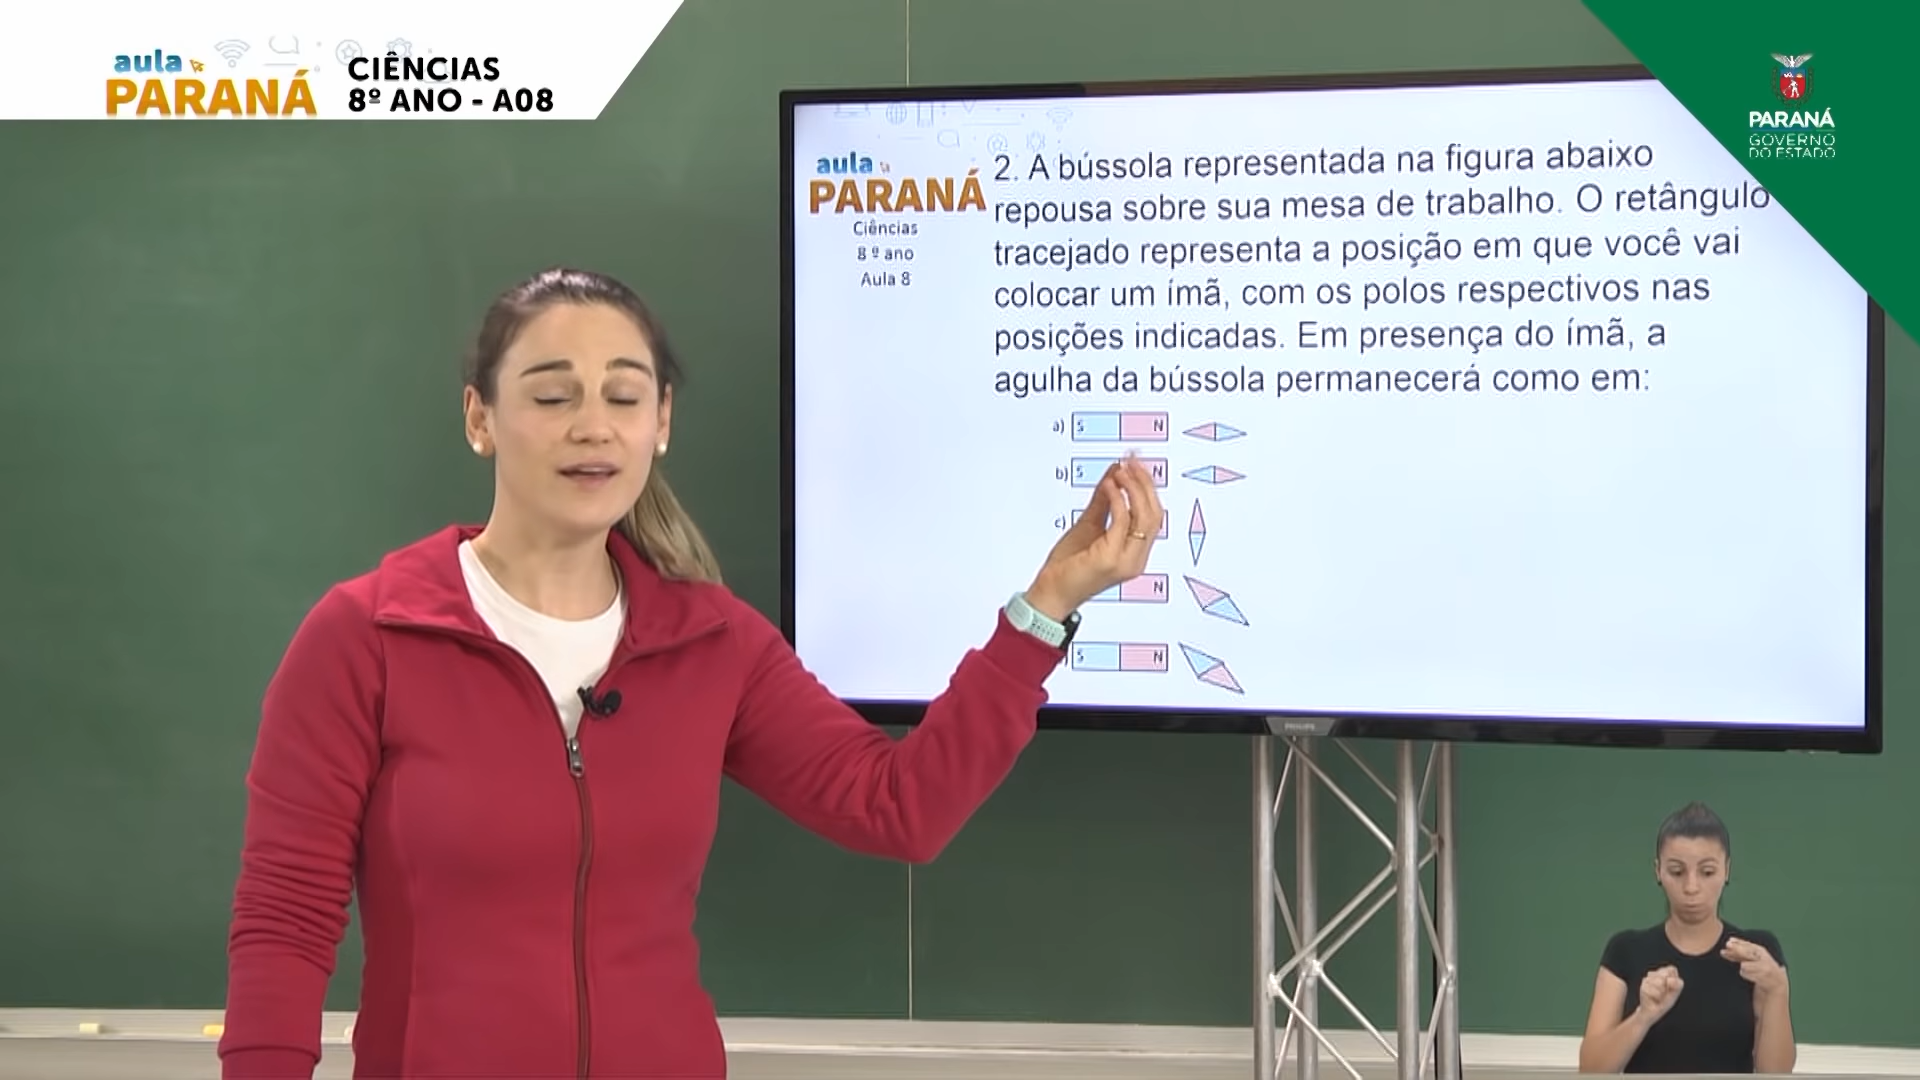 aula
PARANÁ
CIÊNCIAS
8º ANO - A08
PARANÁ
GOVERNO
DO ESTADO
aula
PARANÁ
Ciências
8 º ano
Aula 8
2. A bússola representada na figura abaixo
repousa sobre sua mesa de trabalho. O retângulo
tracejado representa a posição em que você vai
colocar um ímã, com os polos respectivos nas
posições indicadas. Em presença do ímã, a
agulha da bússola permanecerá como em:
a) S N
b) S N
c)
N
S N
PHILIPS